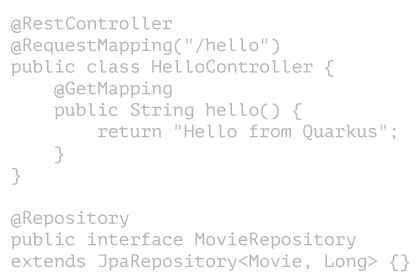 @RestController
@RequestMapping("/hello")
public class HelloController {
    @GetMapping
    public String hello() {
        return "Hello from Quarkus";
    }
}

@Repository
public interface MovieRepository
extends JpaRepository<Movie, Long> {}